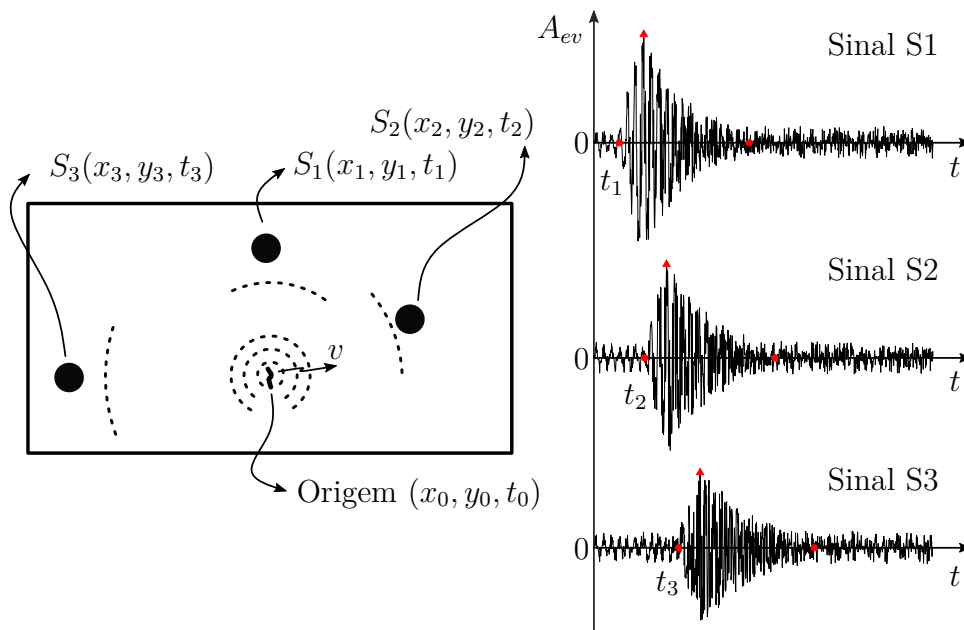 S₂(x₂, y₂, t₂)
S₃(x₃, y₃, t₃)
S₁(x₁, y₁, t₁)
v
Origem (x₀, y₀, t₀)
Aₑᵥ
Sinal S1
0
t₁
t
Sinal S2
0
t₂
t
Sinal S3
0
t₃
t